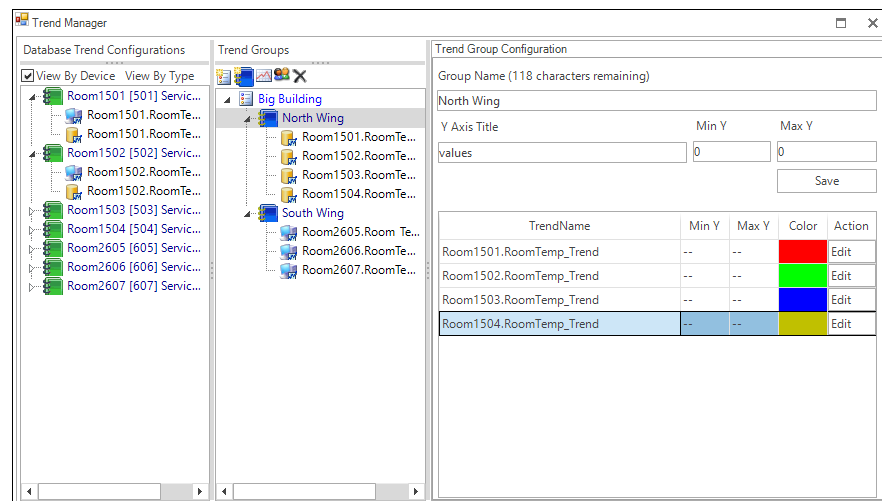 Trend Manager
Database Trend Configurations
View By Device View By Type
Room1501 [501] Servic...
Room1501.RoomTe...
Room1501.RoomTe...
Room1502 [502] Servic...
Room1502.RoomTe...
Room1502.RoomTe...
Room1503 [503] Servic...
Room1504 [504] Servic...
Room2605 [605] Servic...
Room2606 [606] Servic...
Room2607 [607] Servic...
Trend Groups
Big Building
North Wing
Room1501.RoomTe...
Room1502.RoomTe...
Room1503.RoomTe...
Room1504.RoomTe...
South Wing
Room2605.Room Te...
Room2606.RoomTe...
Room2607.RoomTe...
Trend Group Configuration
Group Name (118 characters remaining)
North Wing
Y Axis Title Min Y Max Y
values 0 0
Save
TrendName Min Y Max Y Color Action
Room1501.RoomTemp_Trend -- -- Edit
Room1502.RoomTemp_Trend -- -- Edit
Room1503.RoomTemp_Trend -- -- Edit
Room1504.RoomTemp_Trend -- -- Edit